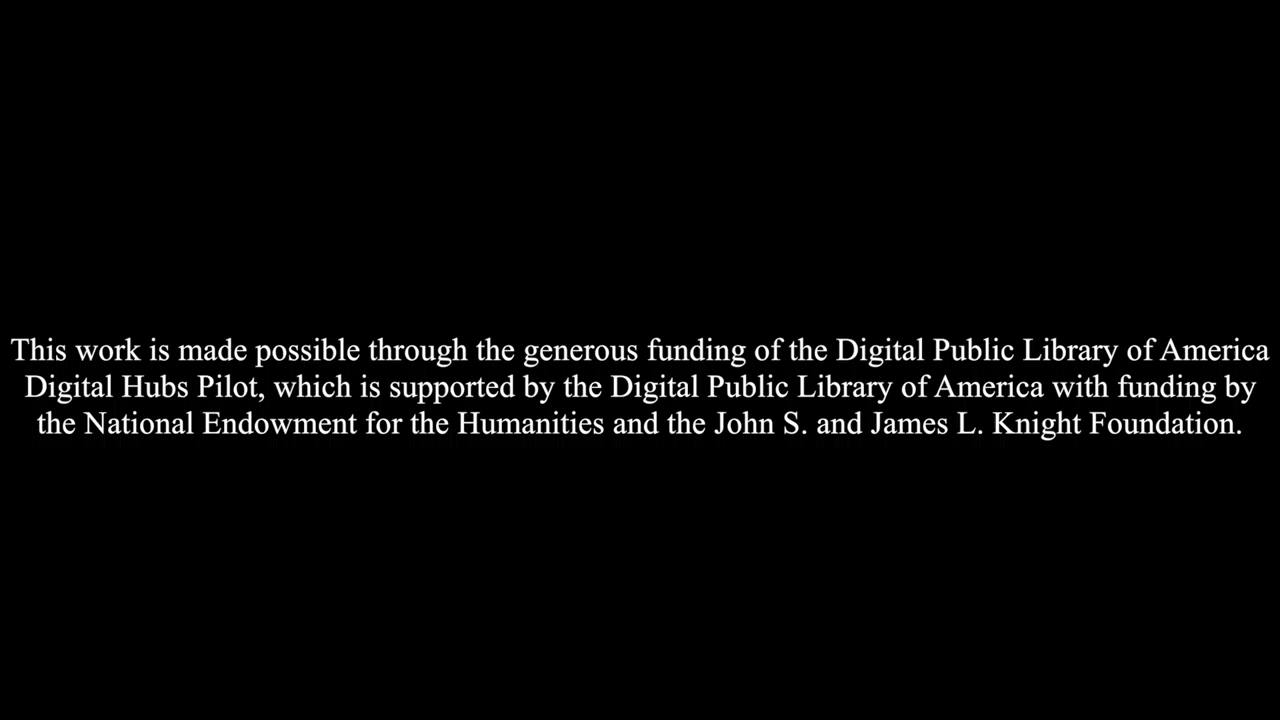 This work is made possible through the generous funding of the Digital Public Library of America
Digital Hubs Pilot, which is supported by the Digital Public Library of America with funding by
the National Endowment for the Humanities and the John S. and James L. Knight Foundation.